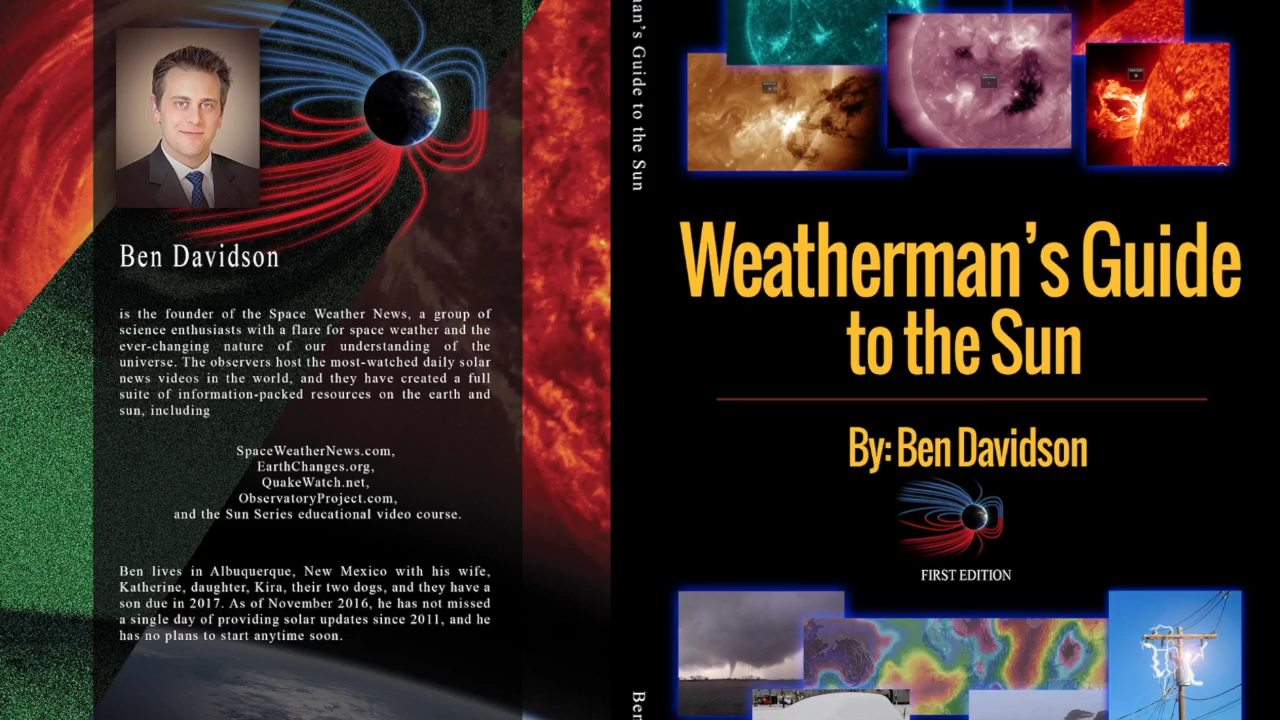 Ben Davidson
is the founder of the Space Weather News, a group of
science enthusiasts with a flare for space weather and the
ever-changing nature of our understanding of the
universe. The observers host the most-watched daily solar
news videos in the world, and they have created a full
suite of information-packed resources on the earth and
sun, including
SpaceWeatherNews.com,
EarthChanges.org,
QuakeWatch.net,
ObservatoryProject.com,
and the Sun Series educational video course.
Ben lives in Albuquerque, New Mexico with his wife,
Katherine, daughter, Kira, their two dogs, and they have a
son due in 2017. As of November 2016, he has not missed
a single day of providing solar updates since 2011, and he
has no plans to start anytime soon.
man's Guide to the Sun
Ben
Weatherman's Guide
to the Sun
By: Ben Davidson
FIRST EDITION